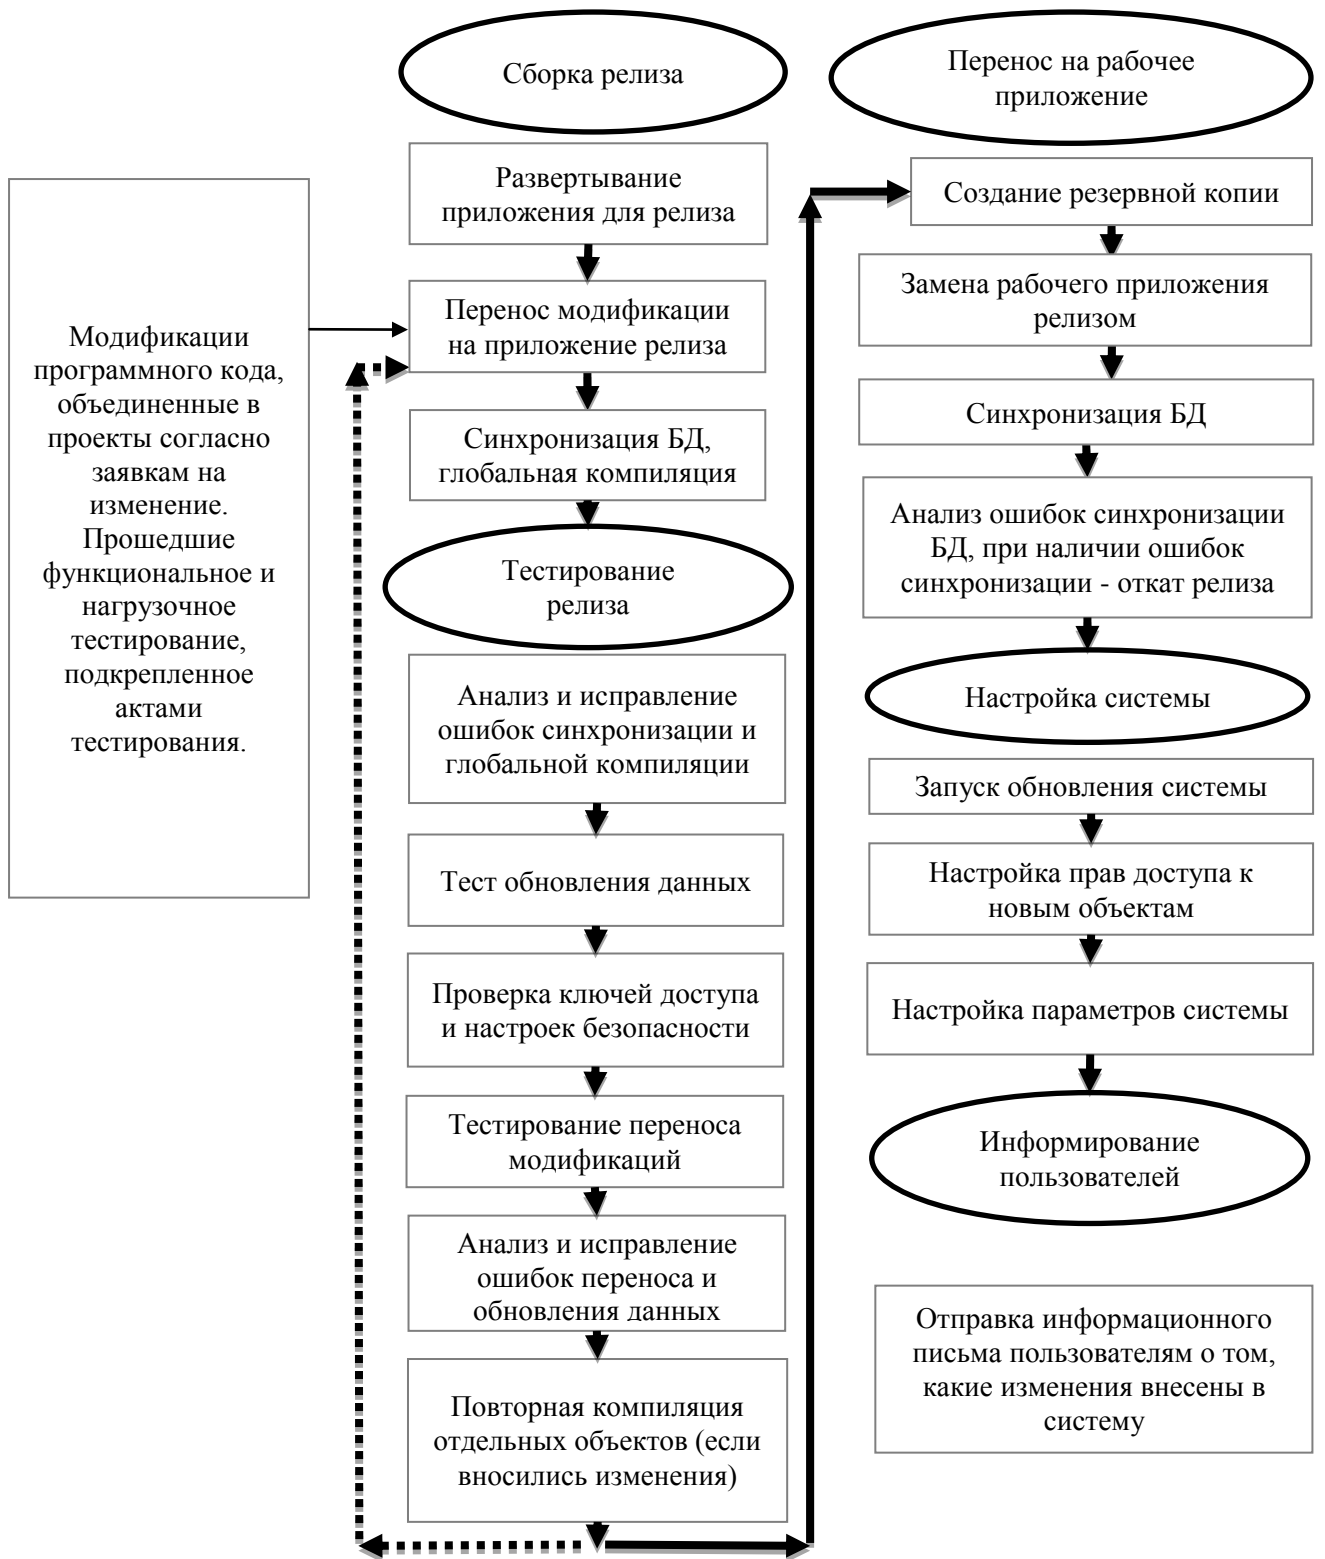 Сборка релиза
Развертывание
приложения для релиза
Модификации
программного кода,
объединенные в
проекты согласно
заявкам на
изменение.
Прошедшие
функциональное и
нагрузочное
тестирование,
подкрепленное
актами
тестирования.
Перенос модификации
на приложение релиза
Синхронизация БД,
глобальная компиляция
Тестирование
релиза
Анализ и исправление
ошибок синхронизации и
глобальной компиляции
Тест обновления данных
Проверка ключей доступа
и настроек безопасности
Тестирование переноса
модификаций
Анализ и исправление
ошибок переноса и
обновления данных
Повторная компиляция
отдельных объектов (если
вносились изменения)
Перенос на рабочее
приложение
Создание резервной копии
Замена рабочего приложения
релизом
Синхронизация БД
Анализ ошибок синхронизации
БД, при наличии ошибок
синхронизации - откат релиза
Настройка системы
Запуск обновления системы
Настройка прав доступа к
новым объектам
Настройка параметров системы
Информирование
пользователей
Отправка информационного
письма пользователям о том,
какие изменения внесены в
систему